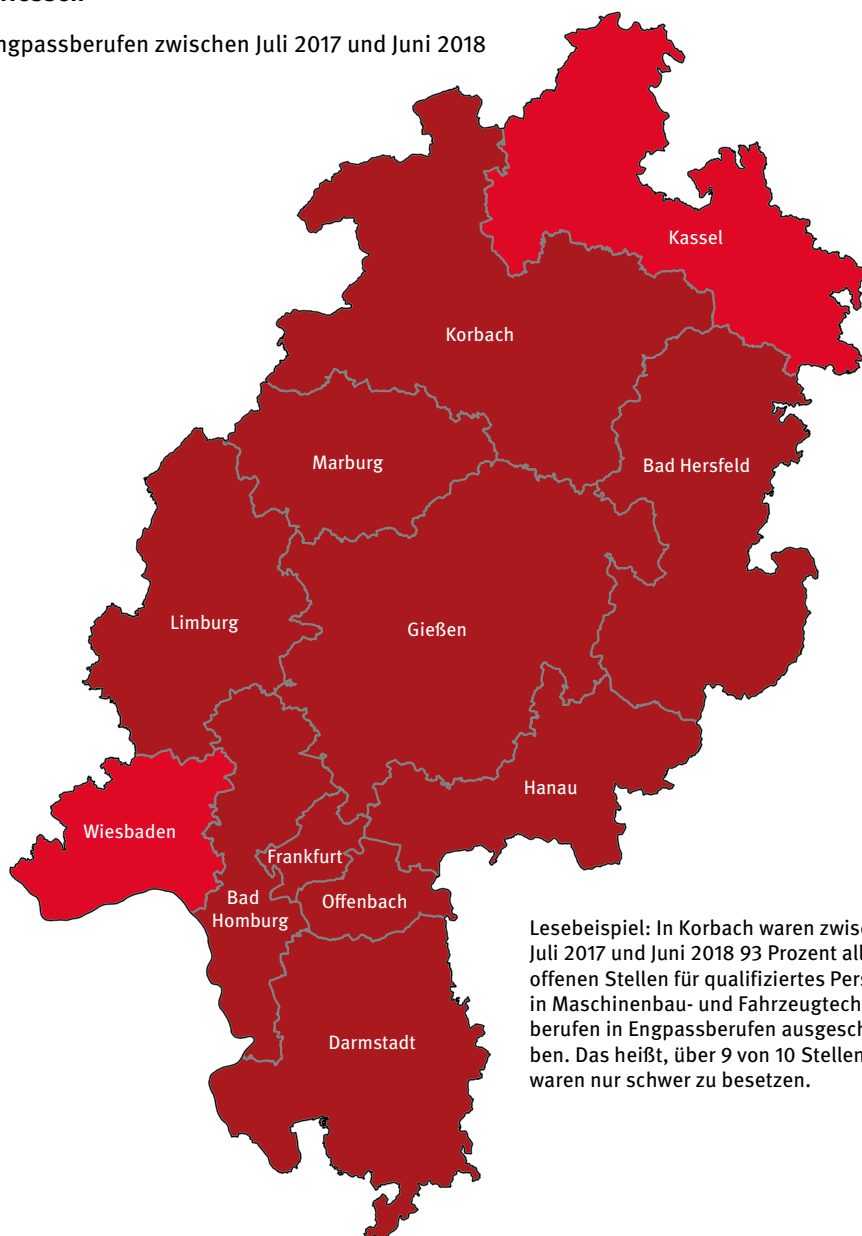 ngpassberufen zwischen Juli 2017 und Juni 2018
Kassel
Korbach
Marburg
Bad Hersfeld
Limburg
Gießen
Hanau
Wiesbaden
Frankfurt
Bad
Homburg
Offenbach
Darmstadt
Lesebeispiel: In Korbach waren zwisc
Juli 2017 und Juni 2018 93 Prozent all
offenen Stellen für qualifiziertes Pers
in Maschinenbau- und Fahrzeugtech
berufen in Engpassberufen ausgesch
ben. Das heißt, über 9 von 10 Stellen
waren nur schwer zu besetzen.